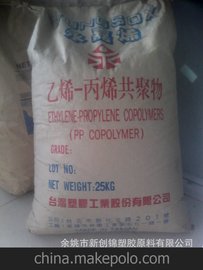 乙烯-丙烯共聚物
ETHYLENE-PROPYLENE COPOLYMERS
(PP COPOLYMER)
GRADE:
LOT NO:
NET WEIGHT: 25KG
台灣塑膠工業股份有限公司
余姚市新创锦塑胶原料有限公司
www.makepolo.com